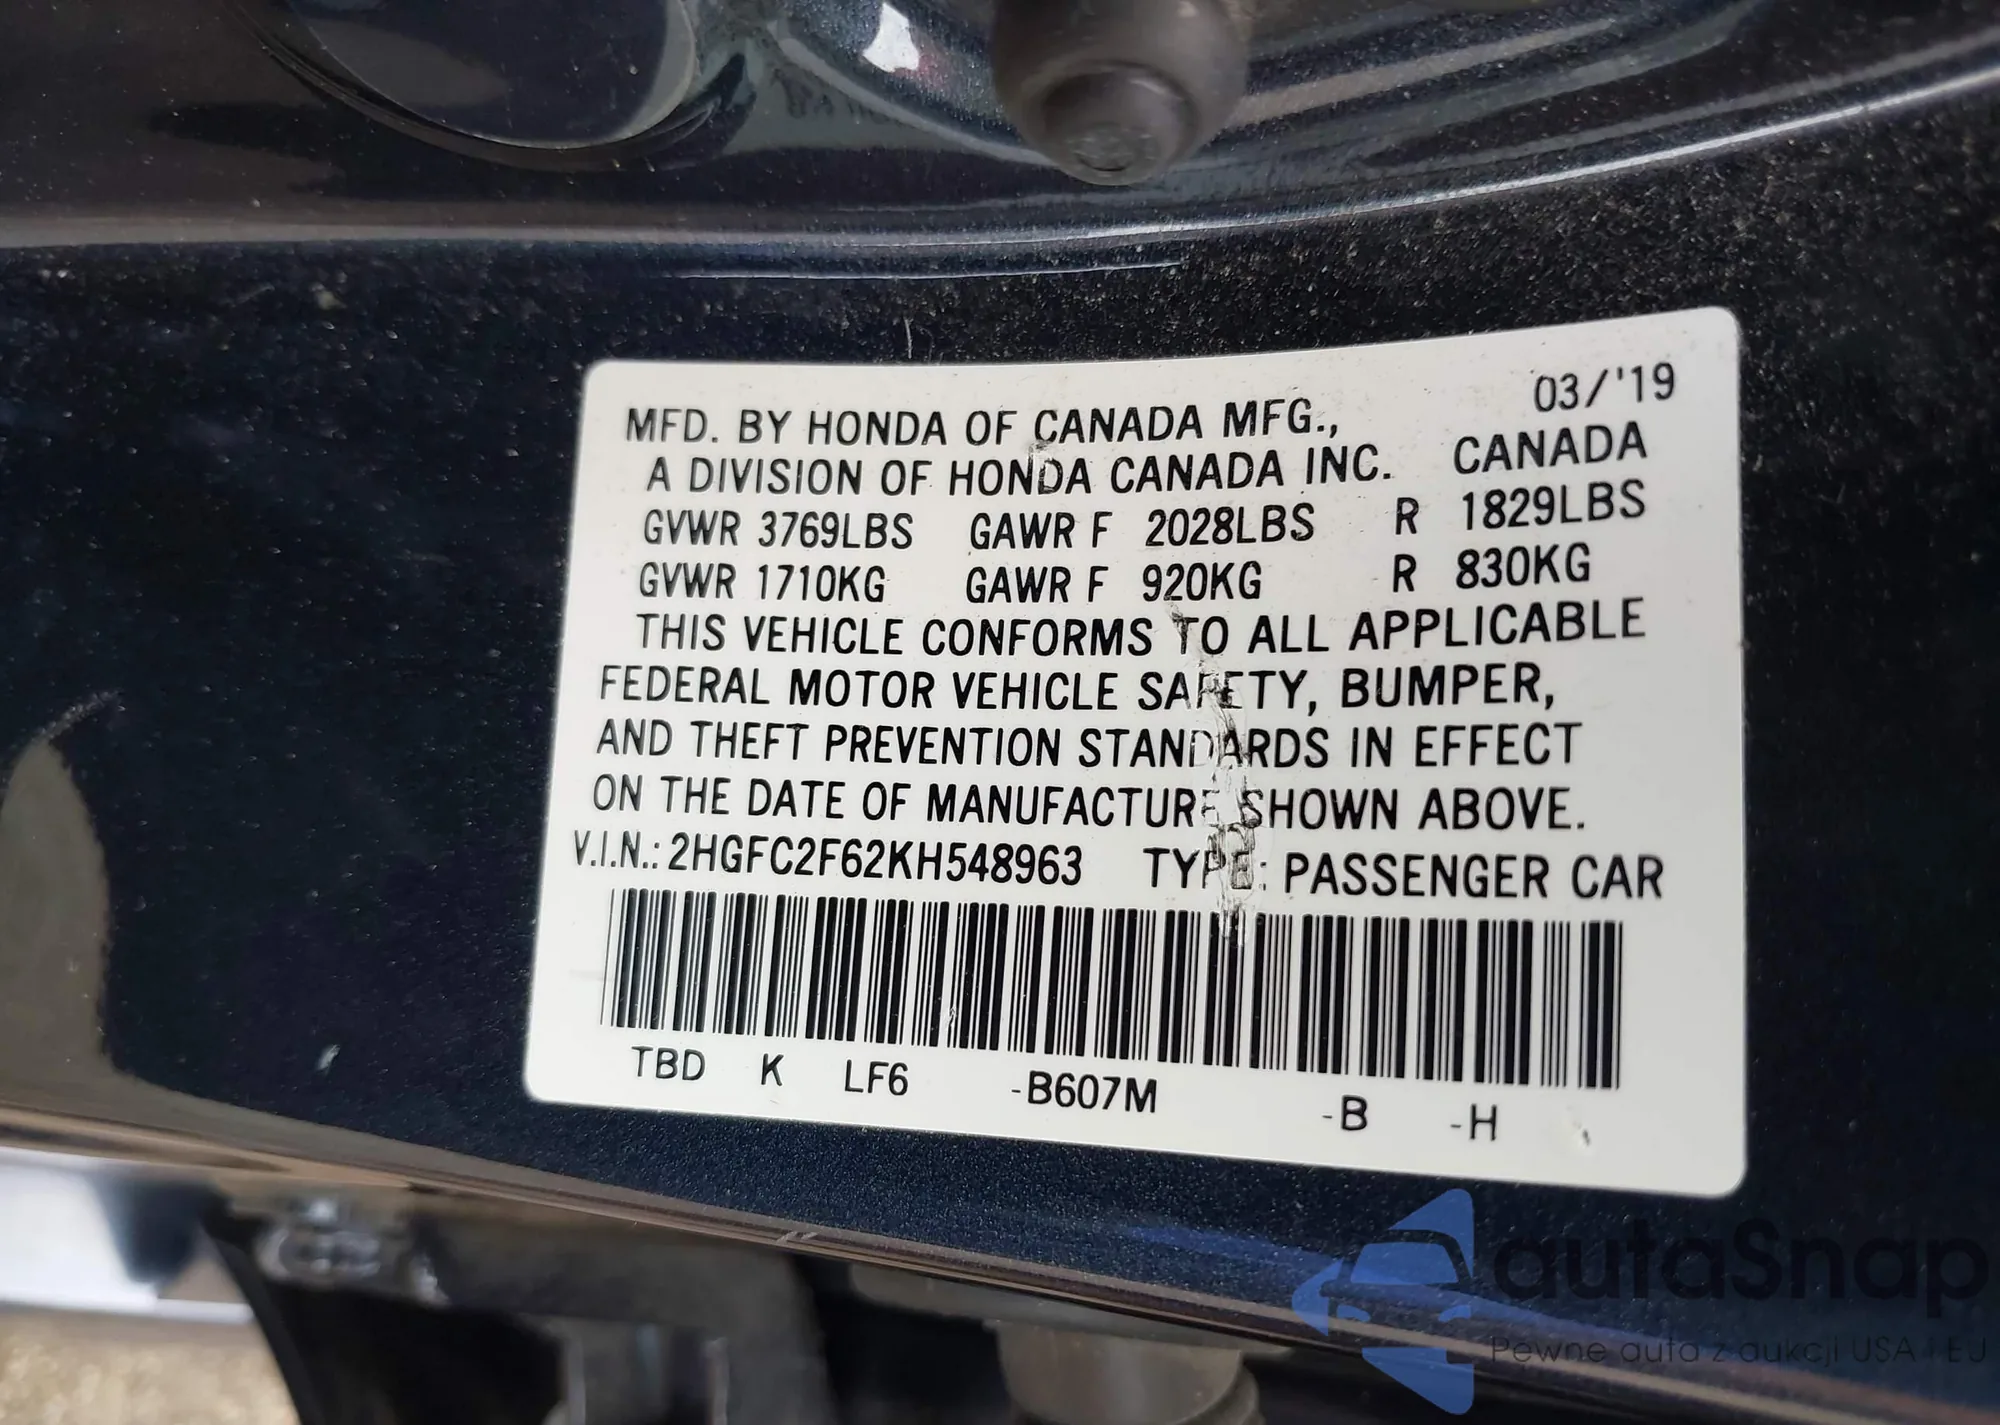 03/'19
MFD. BY HONDA OF CANADA MFG.,
A DIVISION OF HONDA CANADA INC. CANADA
GVWR 3769LBS GAWR F 2028LBS R 1829LBS
GVWR 1710KG GAWR F 920KG R 830KG
THIS VEHICLE CONFORMS TO ALL APPLICABLE
FEDERAL MOTOR VEHICLE SAFETY, BUMPER,
AND THEFT PREVENTION STANDARDS IN EFFECT
ON THE DATE OF MANUFACTURE SHOWN ABOVE.
V.I.N.: 2HGFC2F62KH548963 TYPE: PASSENGER CAR
TBD K LF6 -B607M -B -H
autaSnap
Pewne auta z aukcji USA i EU